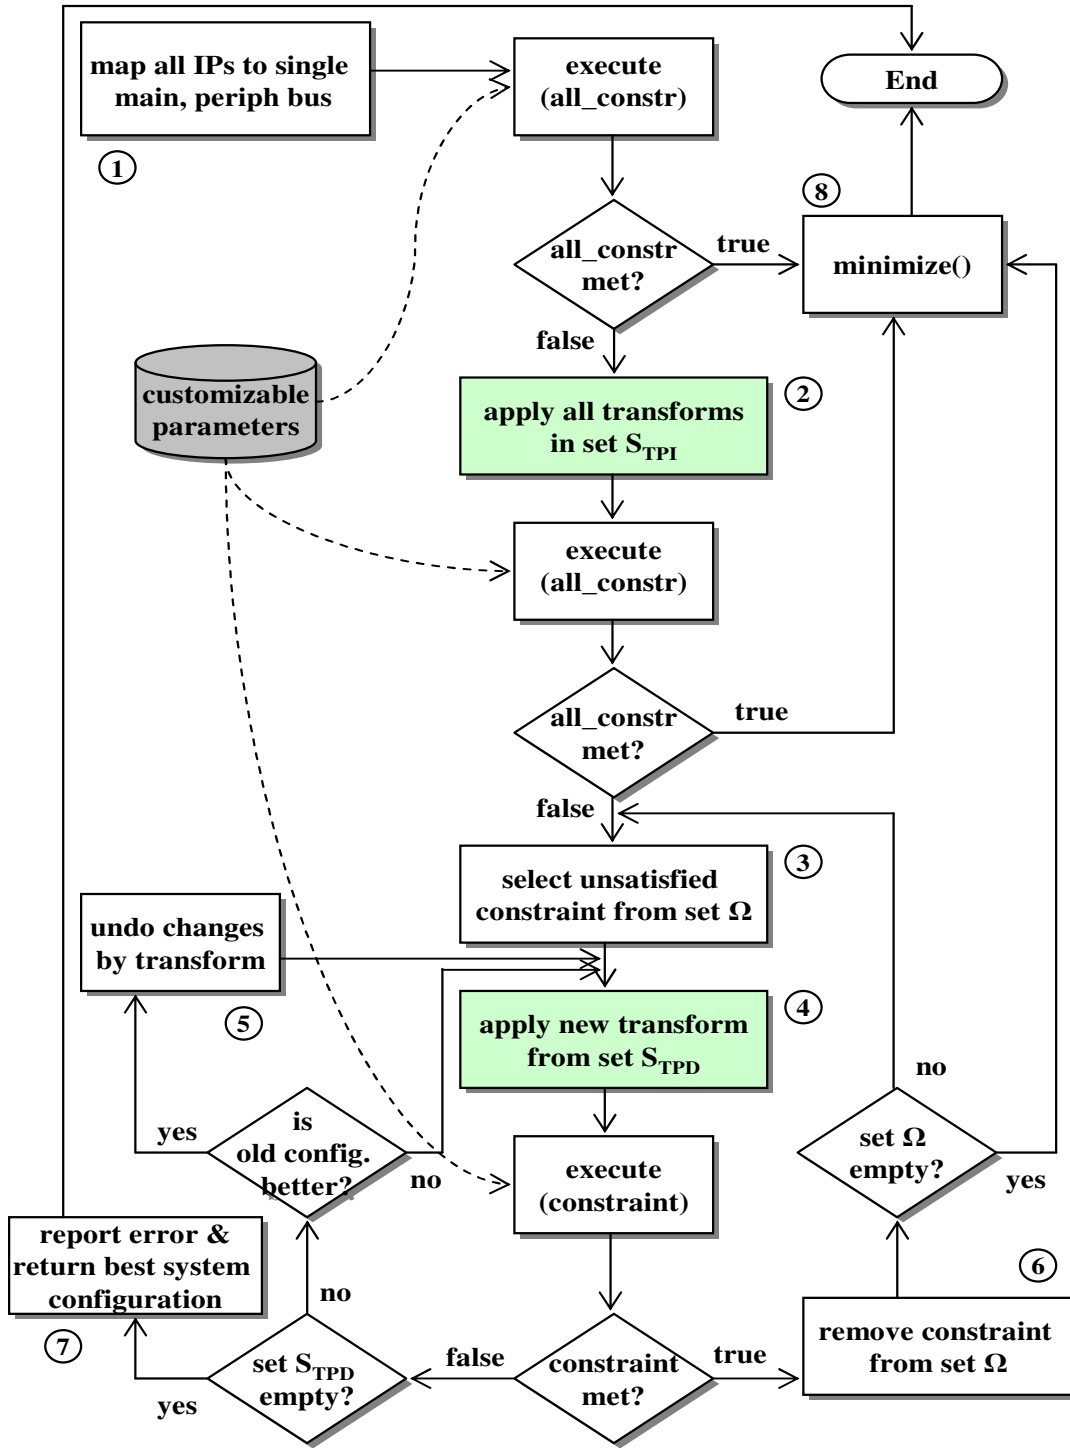 map all IPs to single
main, periph bus
1
execute
(all_constr)
End
8
all_constr
met?
true
minimize()
false
customizable
parameters
apply all transforms
in set STPI
2
execute
(all_constr)
all_constr
met?
true
false
select unsatisfied
constraint from set Ω
3
undo changes
by transform
5
apply new transform
from set STPD
4
no
yes
is
old config.
better?
no
execute
(constraint)
set Ω
empty?
yes
report error &
return best system
configuration
7
no
6
set STPD
empty?
yes
false
constraint
met?
true
remove constraint
from set Ω